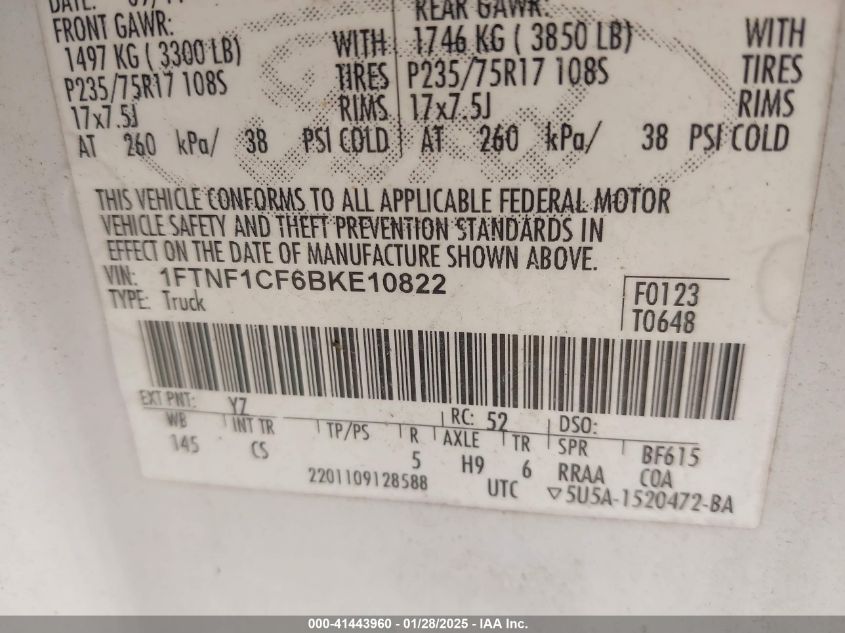 DATE:
REAR GAWR:
FRONT GAWR:
1497 KG ( 3300 LB) WITH 1746 KG ( 3850 LB) WITH
P235/75R17 108S TIRES P235/75R17 108S TIRES
17x7.5J RIMS 17x7.5J RIMS
AT 260 kPa/ 38 PSI COLD AT 260 kPa/ 38 PSI COLD
THIS VEHICLE CONFORMS TO ALL APPLICABLE FEDERAL MOTOR
VEHICLE SAFETY AND THEFT PREVENTION STANDARDS IN
EFFECT ON THE DATE OF MANUFACTURE SHOWN ABOVE.
VIN: 1FTNF1CF6BKE10822
TYPE: Truck
F0123
T0648
EXT PNT: YZ RC: 52 DSO:
WB INT TR TP/PS R AXLE TR SPR BF615
145 CS 5 H9 6 RRAA COA
2201109128588 UTC ▽5U5A-1520472-BA
000-41443960 - 01/28/2025 - IAA Inc.